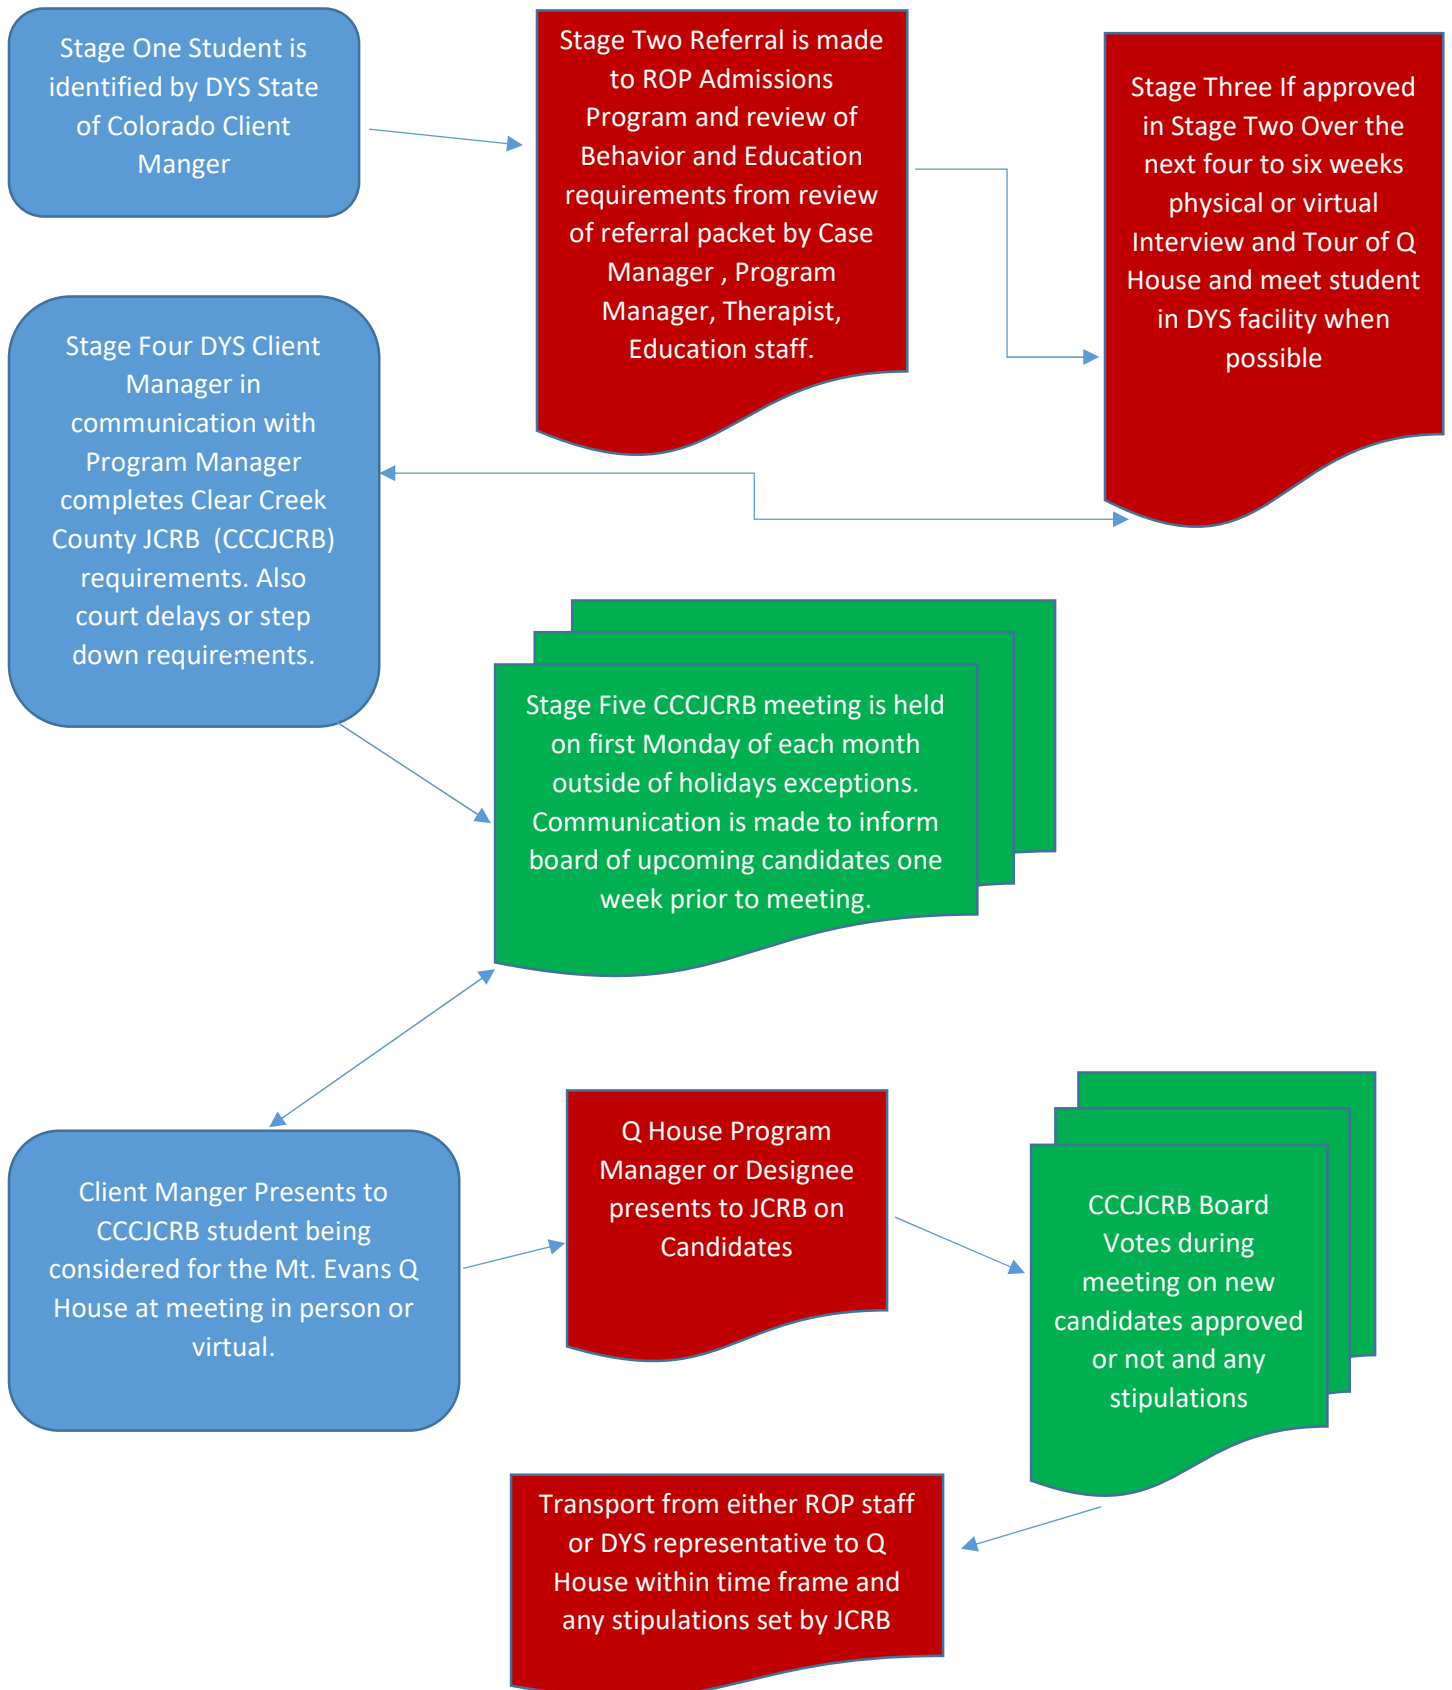 Stage One Student is
identified by DYS State
of Colorado Client
Manger
Stage Two Referral is made
to ROP Admissions
Program and review of
Behavior and Education
requirements from review
of referral packet by Case
Manager , Program
Manager, Therapist,
Education staff.
Stage Three If approved
in Stage Two Over the
next four to six weeks
physical or virtual
Interview and Tour of Q
House and meet student
in DYS facility when
possible
Stage Four DYS Client
Manager in
communication with
Program Manager
completes Clear Creek
County JCRB  (CCCJCRB)
requirements. Also
court delays or step
down requirements.
Stage Five CCCJCRB meeting is held
on first Monday of each month
outside of holidays exceptions.
Communication is made to inform
board of upcoming candidates one
week prior to meeting.
Client Manger Presents to
CCCJCRB student being
considered for the Mt. Evans Q
House at meeting in person or
virtual.
Q House Program
Manager or Designee
presents to JCRB on
Candidates
CCCJCRB Board
Votes during
meeting on new
candidates approved
or not and any
stipulations
Transport from either ROP staff
or DYS representative to Q
House within time frame and
any stipulations set by JCRB